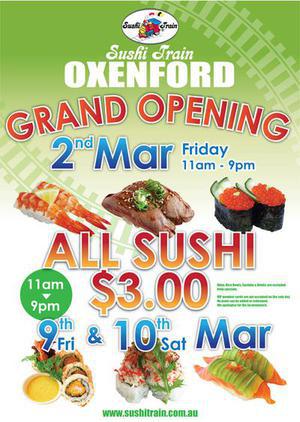 Sushi Train
Sushi Train
OXENFORD
GRAND OPENING
2nd Mar Friday
11am - 9pm
ALL SUSHI
$3.00
11am
9pm
9th Fri & 10th Sat Mar
www.sushitrain.com.au